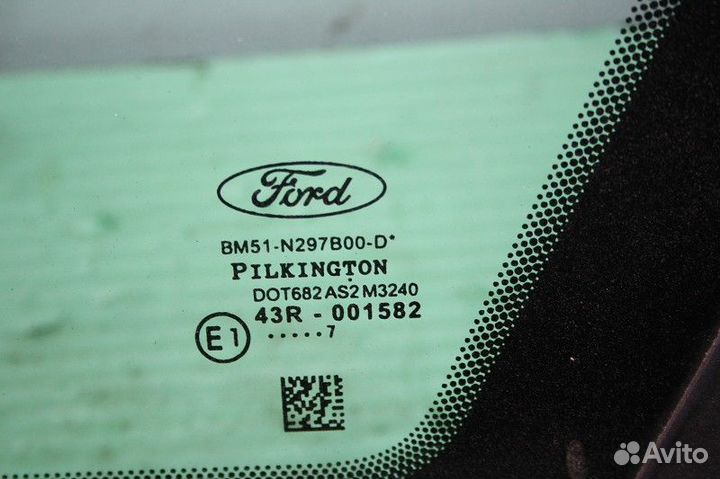 Ford
BM51-N297B00-D*
PILKINGTON
DOT682 AS2 M3240
43R - 001582
E1
.....7
Avito